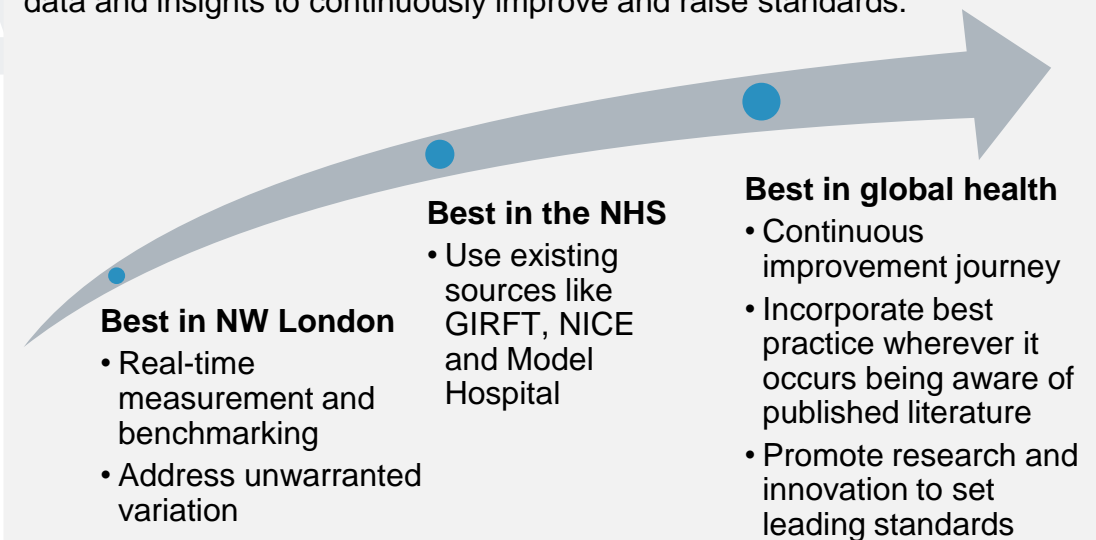 data and insights to continuously improve and raise standards.
Best in NW London
• Real-time
measurement and
benchmarking
• Address unwarranted
variation
Best in the NHS
• Use existing
sources like
GIRFT, NICE
and Model
Hospital
Best in global health
• Continuous
improvement journey
• Incorporate best
practice wherever it
occurs being aware of
published literature
• Promote research and
innovation to set
leading standards